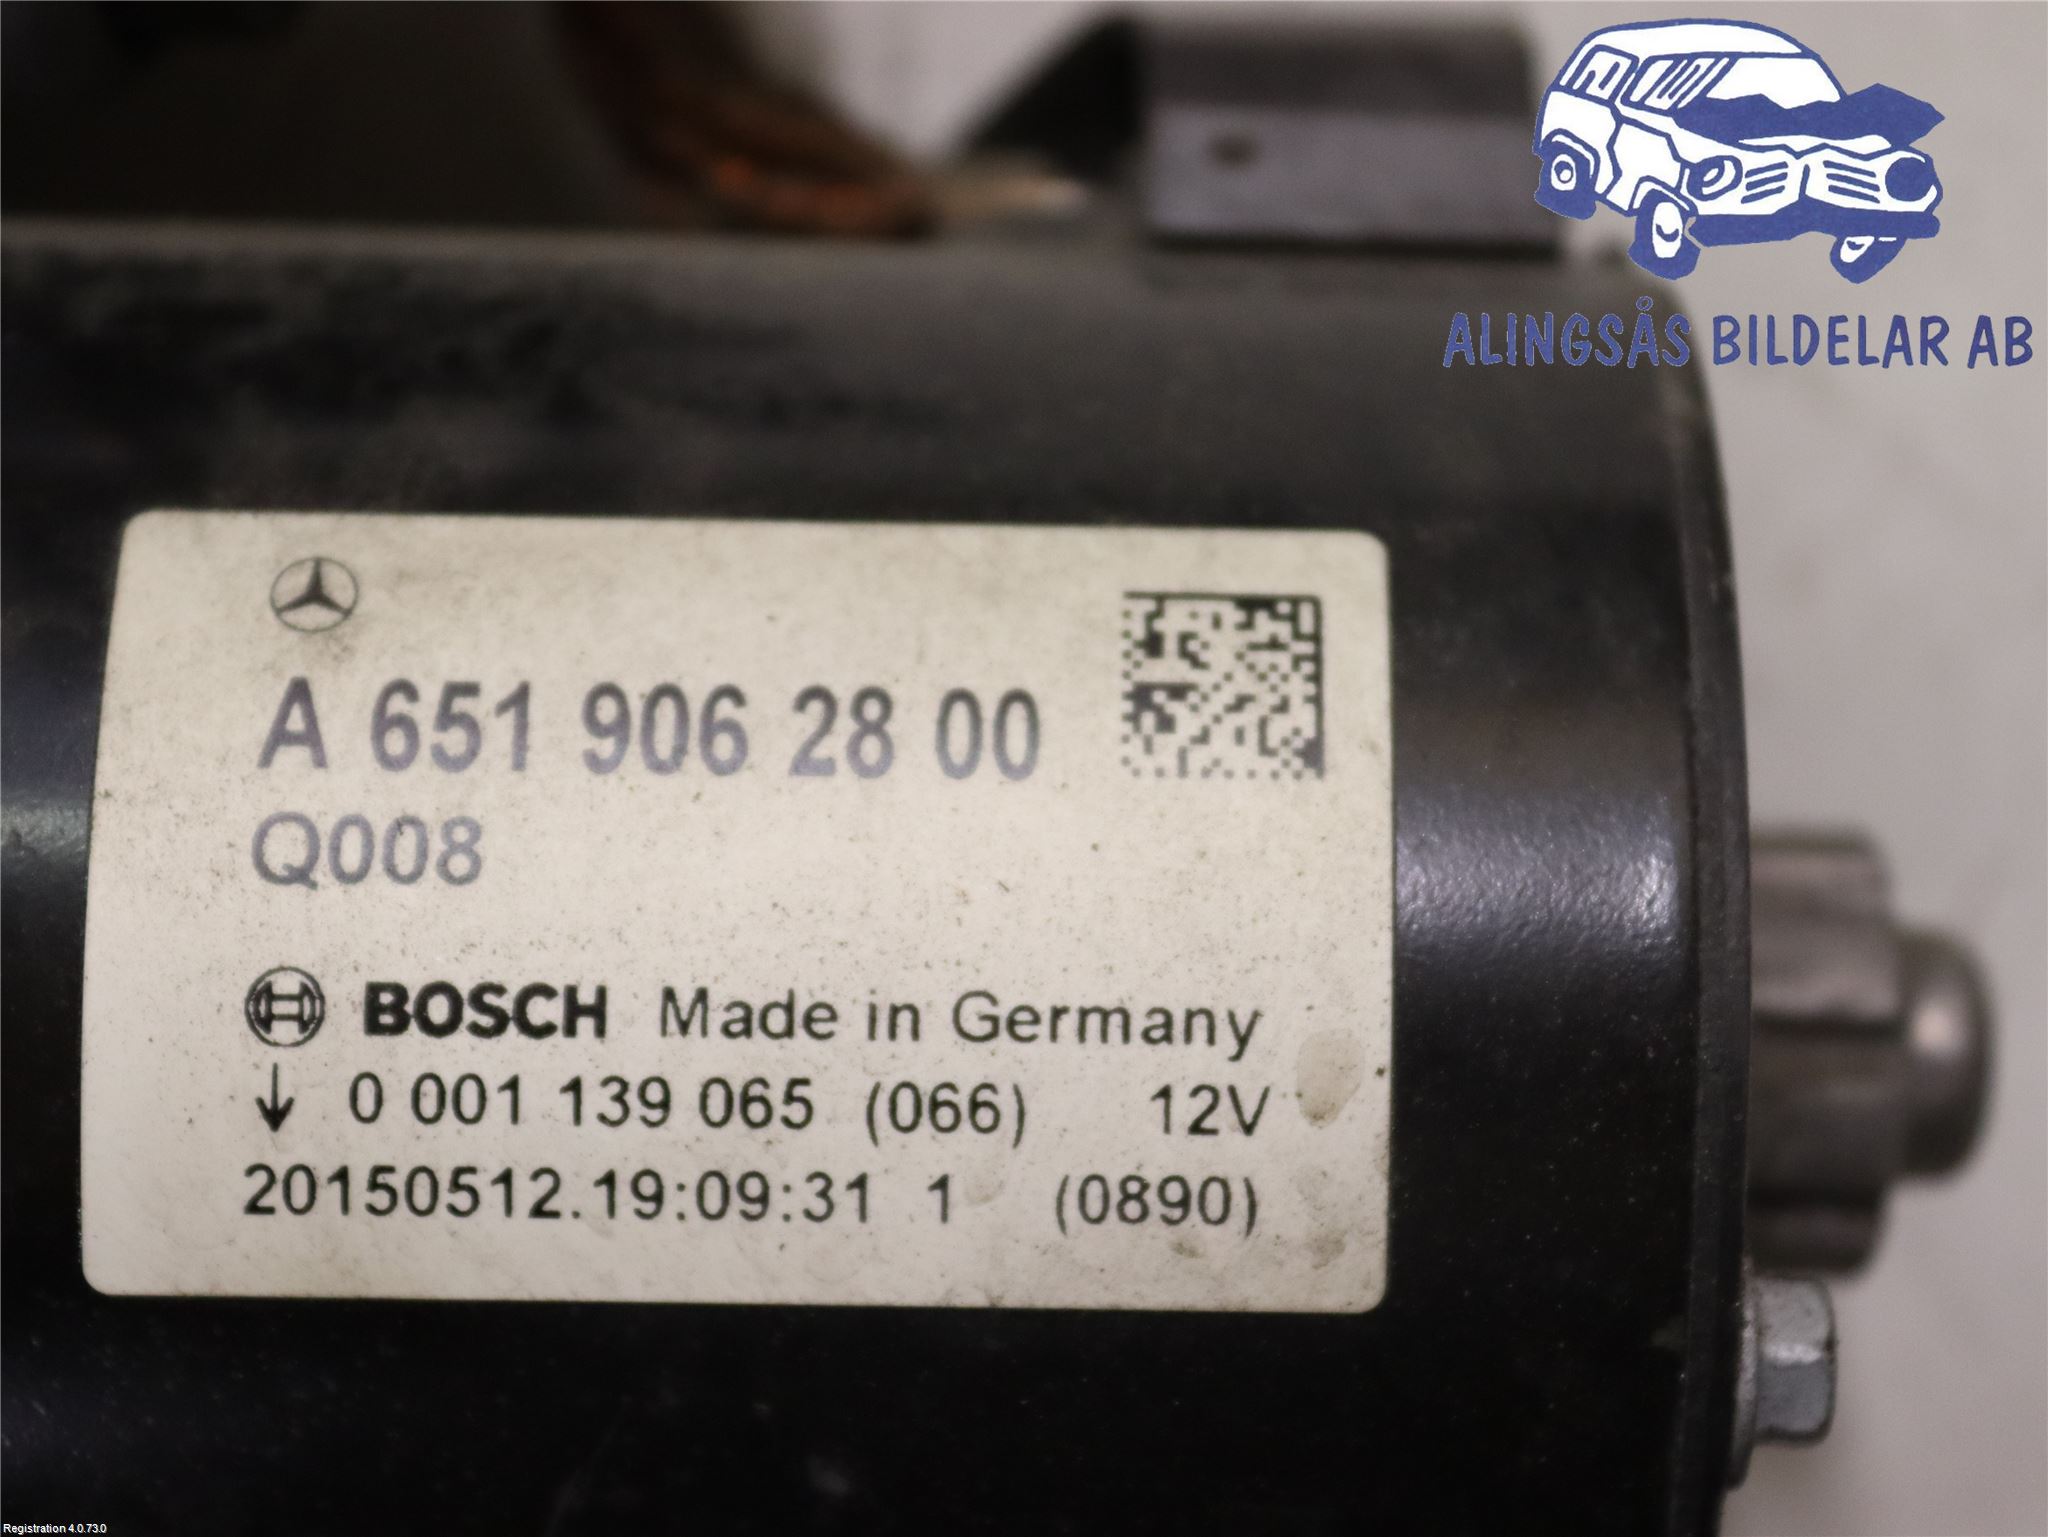 ALINGSÅS BILDELAR AB
A 651 906 28 00
Q008
BOSCH Made in Germany
↓ 0 001 139 065 (066) 12V
20150512.19:09:31 1 (0890)
Registration 4.0.73.0